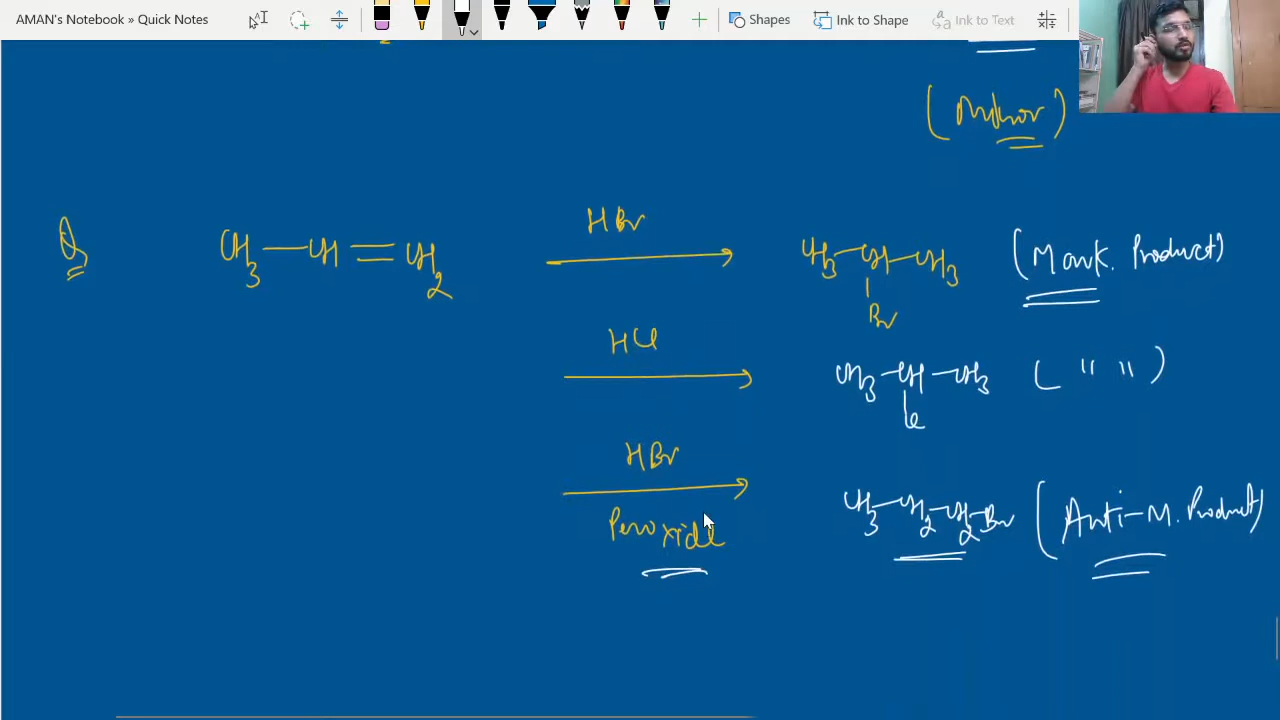 AMAN's Notebook » Quick Notes
Shapes
Ink to Shape
Ink to Text
(Minor)
Q
CH3—CH=CH2
HBr
CH3—CH—CH3 (Mark. Product)
Br
HCl
CH3—CH—CH3 ( " " )
Cl
HBr
Peroxide
CH3—CH2—CH2—Br (Anti-M. Product)